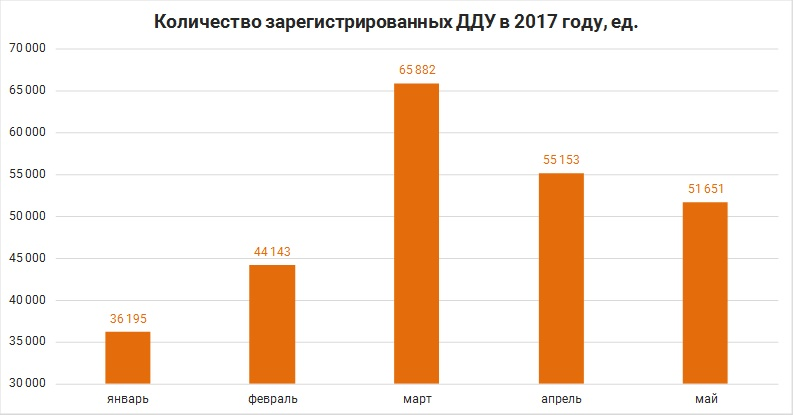 Количество зарегистрированных ДДУ в 2017 году, ед.
70 000
65 000
60 000
55 000
50 000
45 000
40 000
35 000
30 000
36 195
44 143
65 882
55 153
51 651
январь
февраль
март
апрель
май